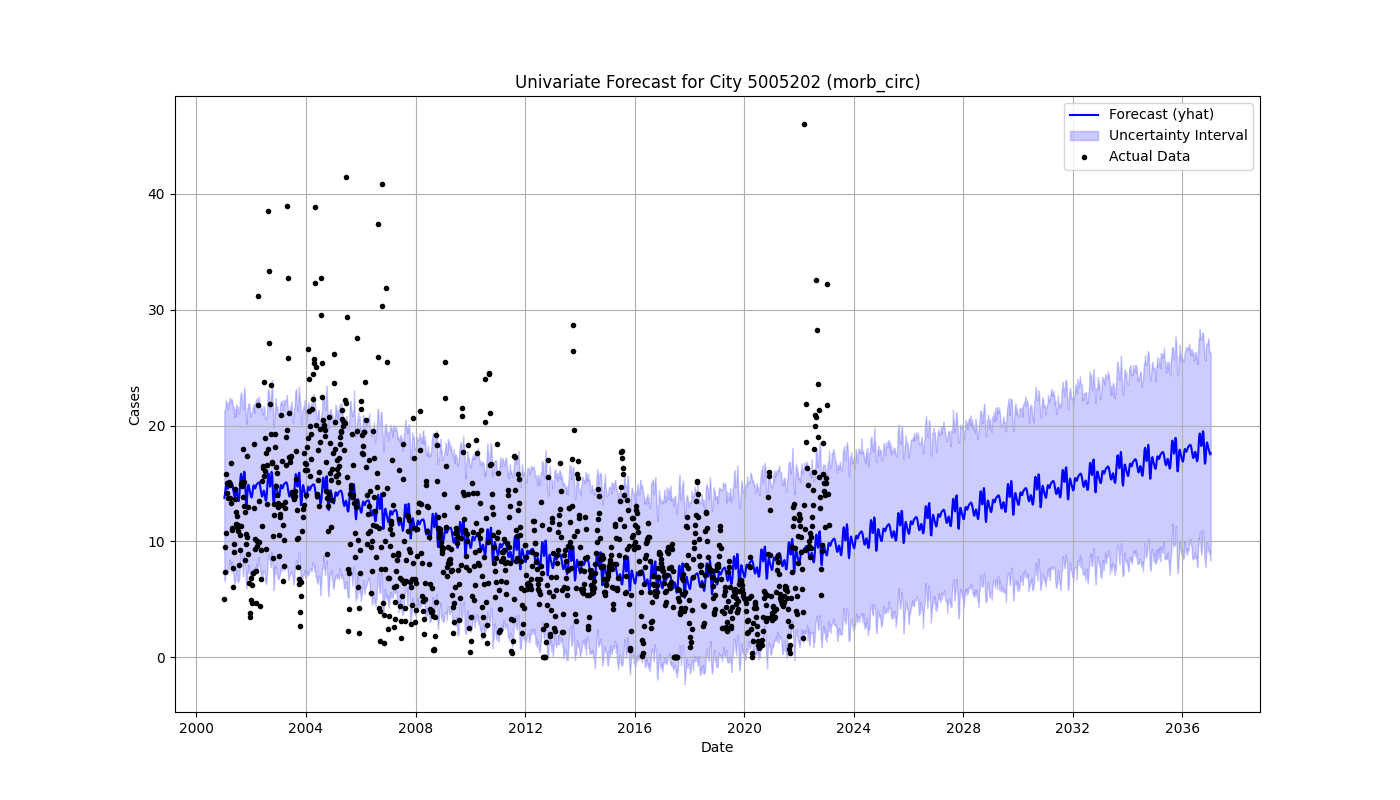 Univariate Forecast for City 5005202 (morb_circ)
Forecast (yhat)
Uncertainty Interval
Actual Data
Cases
40
30
20
10
0
2000 2004 2008 2012 2016 2020 2024 2028 2032 2036
Date